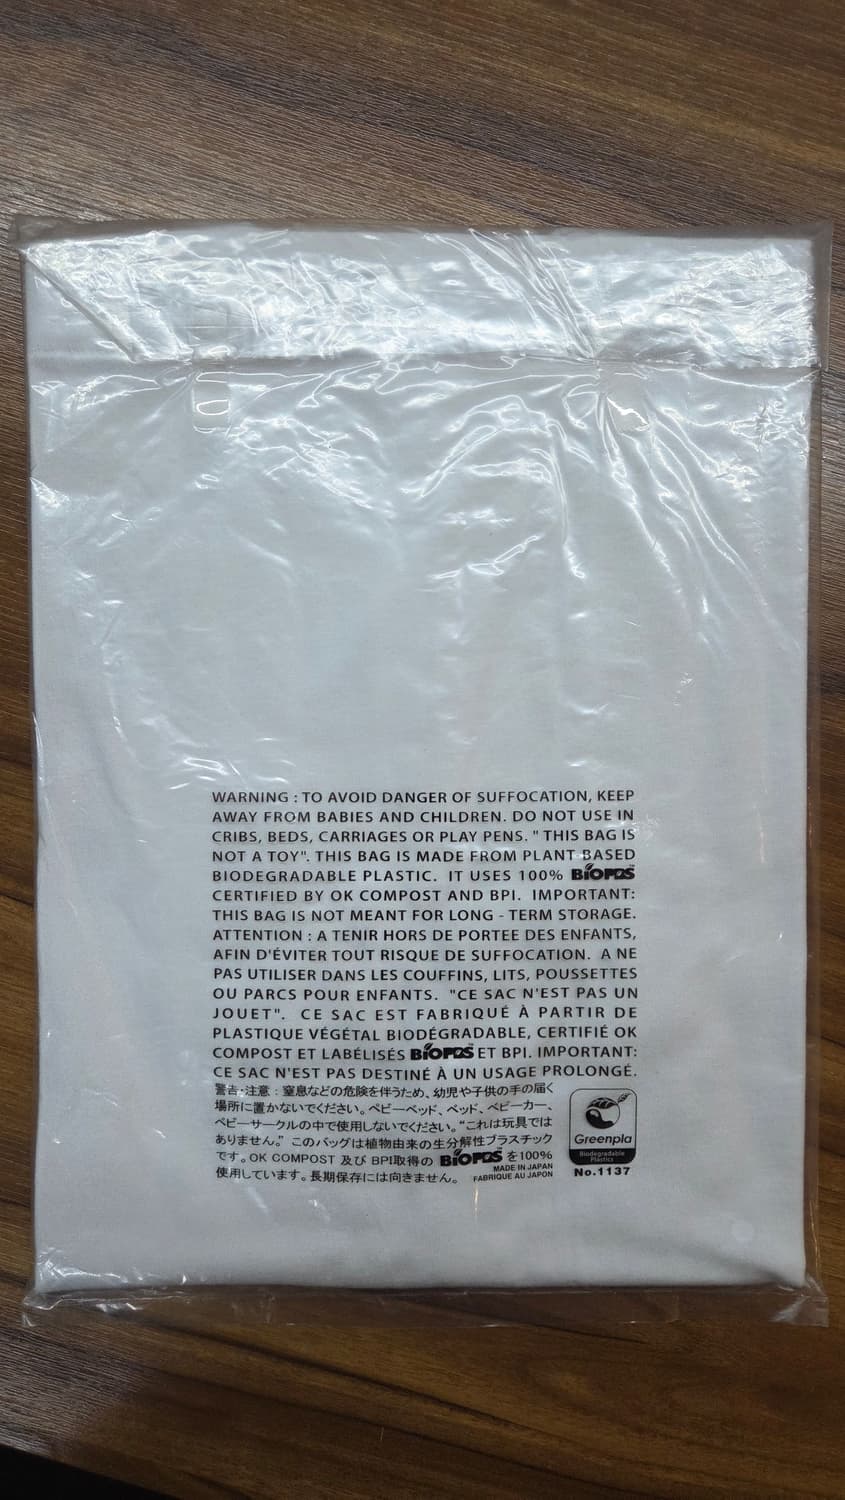 WARNING : TO AVOID DANGER OF SUFFOCATION, KEEP
AWAY FROM BABIES AND CHILDREN. DO NOT USE IN
CRIBS, BEDS, CARRIAGES OR PLAY PENS. " THIS BAG IS
NOT A TOY". THIS BAG IS MADE FROM PLANT BASED
BIODEGRADABLE PLASTIC. IT USES 100% BIOPBS™
CERTIFIED BY OK COMPOST AND BPI. IMPORTANT:
THIS BAG IS NOT MEANT FOR LONG - TERM STORAGE.
ATTENTION : A TENIR HORS DE PORTEE DES ENFANTS,
AFIN D'ÉVITER TOUT RISQUE DE SUFFOCATION. A NE
PAS UTILISER DANS LES COUFFINS, LITS, POUSSETTES
OU PARCS POUR ENFANTS. "CE SAC N'EST PAS UN
JOUET". CE SAC EST FABRIQUÉ À PARTIR DE
PLASTIQUE VÉGÉTAL BIODÉGRADABLE, CERTIFIÉ OK
COMPOST ET LABÉLISÉS BIOPBS™ ET BPI. IMPORTANT:
CE SAC N'EST PAS DESTINÉ À UN USAGE PROLONGÉ.
警告·注意 : 窒息などの危険を伴うため、幼児や子供の手の届く
場所に置かないでください。ベビーベッド、ベッド、ベビーカー、
ベビーサークルの中で使用しないでください。"これは玩具では
ありません。" このバッグは植物由来の生分解性プラスチック
です。OK COMPOST 及び BPI取得の BIOPBS™ を100%
使用しています。長期保存には向きません。
MADE IN JAPAN
FABRIQUE AU JAPON
Greenpla
Biodegradable
Plastics
No.1137